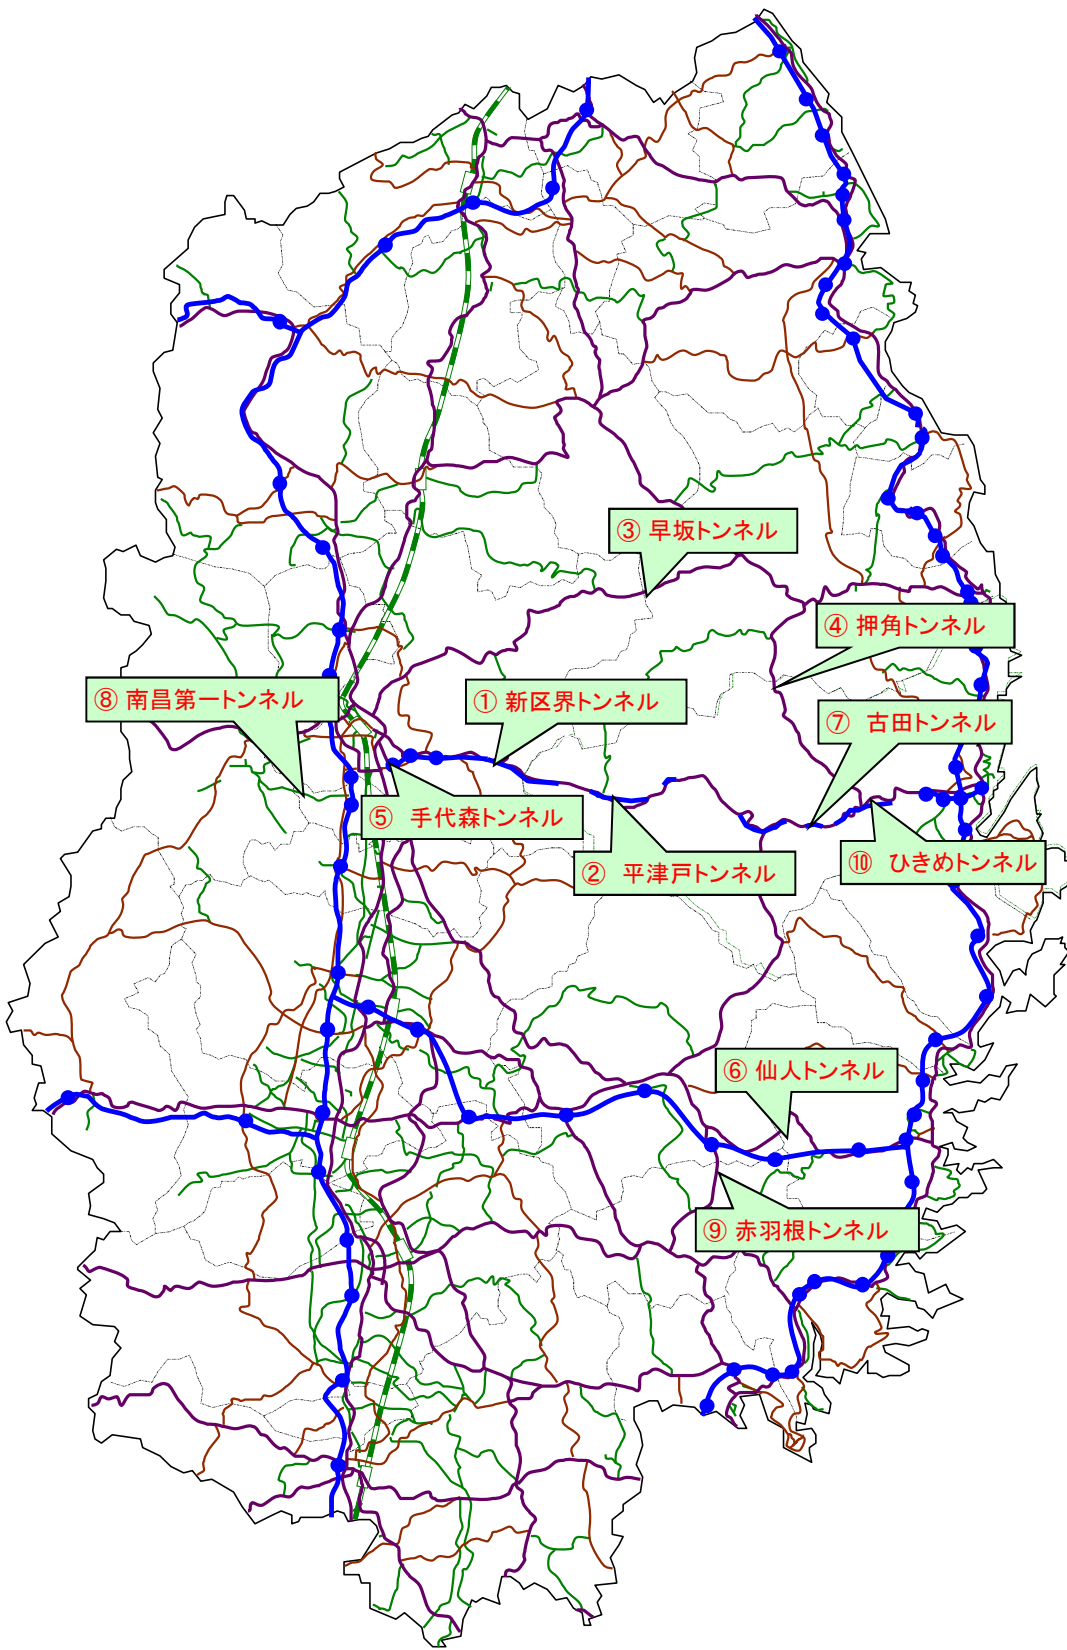 ③ 早坂トンネル
④ 押角トンネル
⑧ 南昌第一トンネル
① 新区界トンネル
⑦ 古田トンネル
⑤ 手代森トンネル
② 平津戸トンネル
⑩ ひきめトンネル
⑥ 仙人トンネル
⑨ 赤羽根トンネル